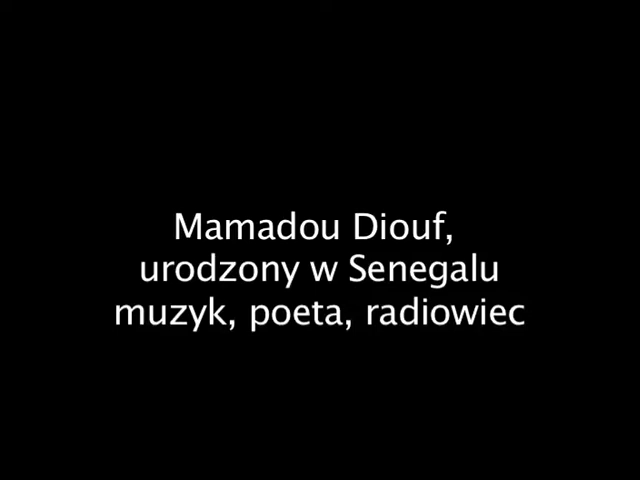 Mamadou Diouf,
urodzony w Senegalu
muzyk, poeta, radiowiec